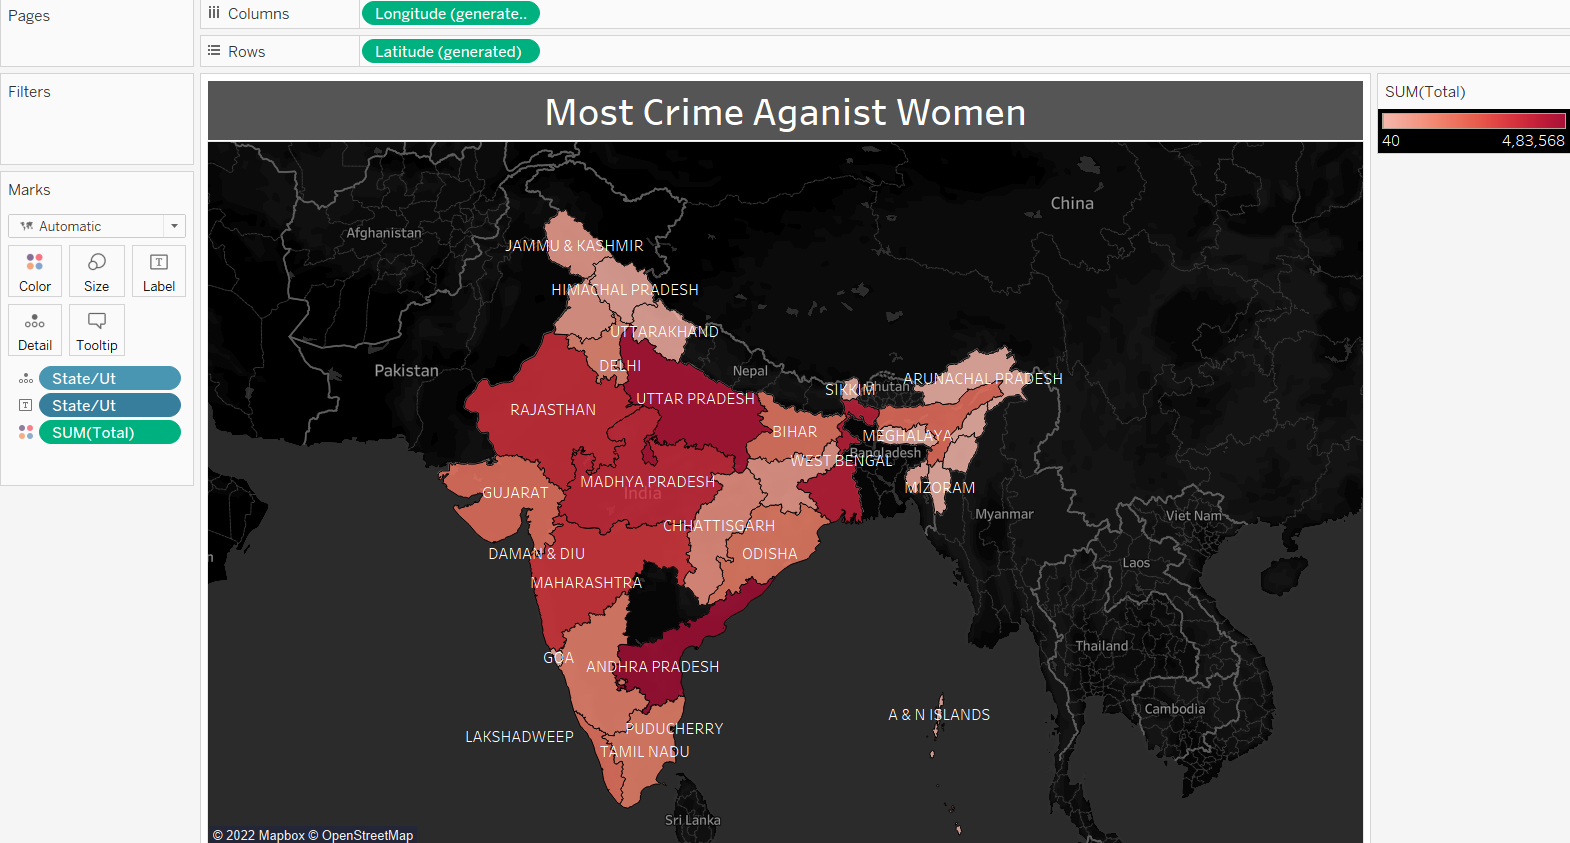 Pages
iii Columns
Longitude (generate..
Rows
Latitude (generated)
Filters
Marks
Automatic
Color
Size
Label
Detail
Tooltip
State/Ut
State/Ut
SUM(Total)
Most Crime Aganist Women
SUM(Total)
40 4,83,568
China
Afghanistan
JAMMU & KASHMIR
HIMACHAL PRADESH
UTTARAKHAND
Pakistan
DELHI
Nepal
SIKKIM
Bhutan
ARUNACHAL PRADESH
RAJASTHAN
UTTAR PRADESH
BIHAR
MEGHALAYA
Bangladesh
WEST BENGAL
GUJARAT
MADHYA PRADESH
India
MIZORAM
Myanmar
Viet Nam
CHHATTISGARH
DAMAN & DIU
ODISHA
Laos
MAHARASHTRA
Thailand
GOA
ANDHRA PRADESH
Cambodia
A & N ISLANDS
PUDUCHERRY
LAKSHADWEEP
TAMIL NADU
Sri Lanka
n
© 2022 Mapbox © OpenStreetMap